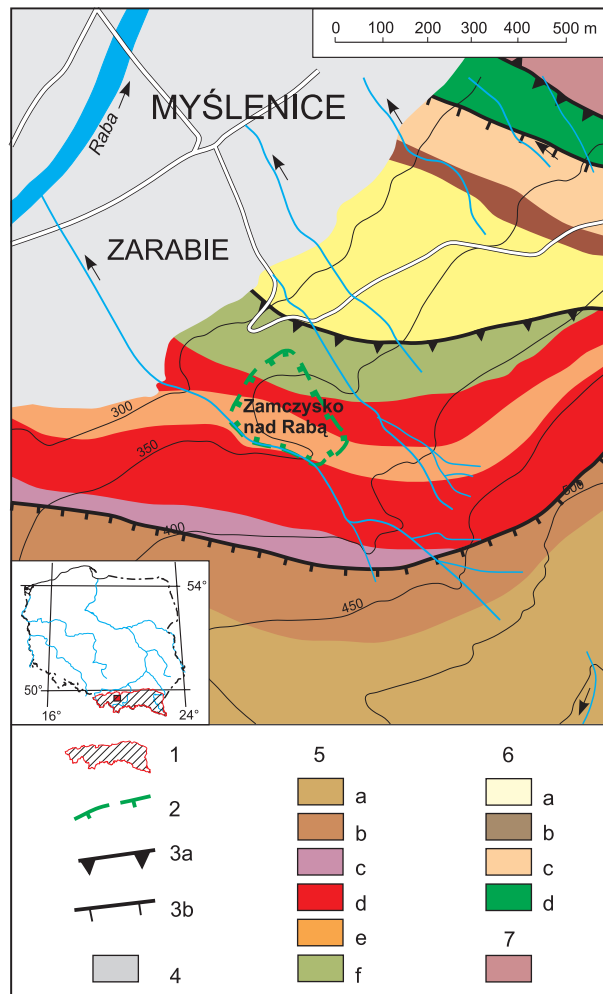 0 100 200 300 400 500 m
MYŚLENICE
Raba
ZARABIE
300
Zamczysko
nad Rabą
350
400
500
450
54°
50°
16°
24°
1
2
3a
3b
4
5
a
b
c
d
e
f
6
a
b
c
d
7